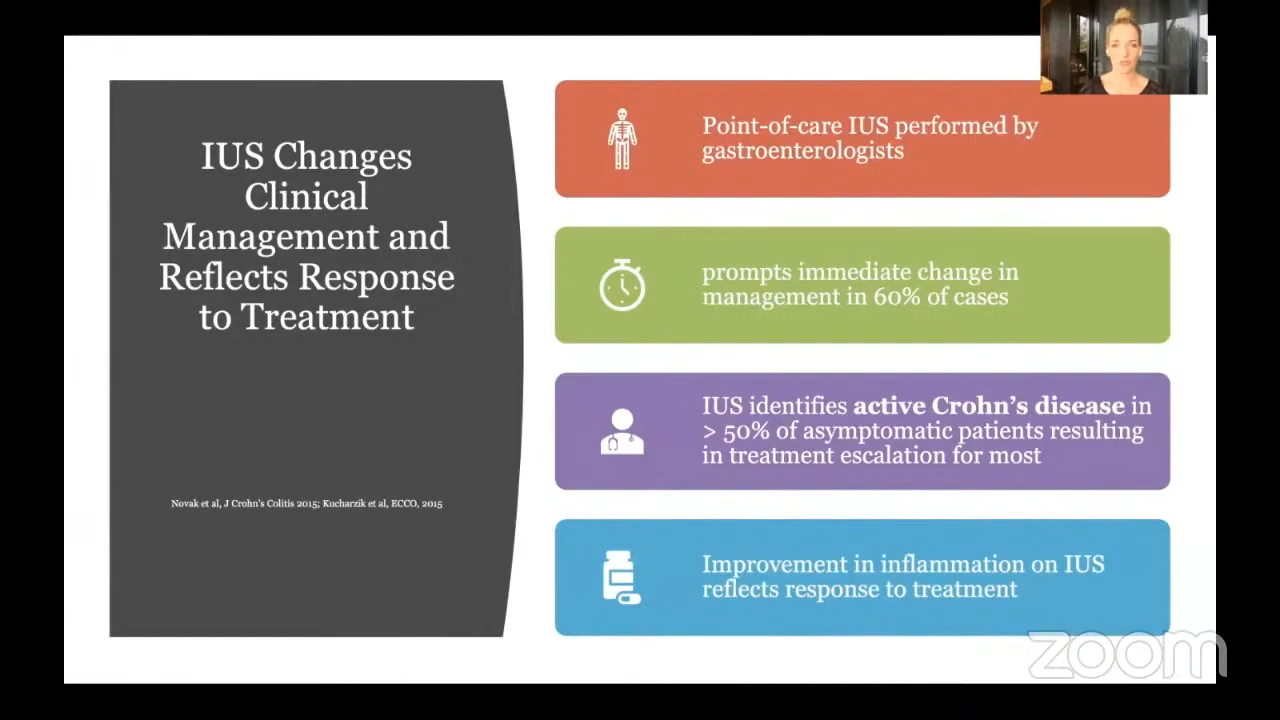 IUS Changes
Clinical
Management and
Reflects Response
to Treatment
Novak et al, J Crohn's Colitis 2015; Kucharzik et al, ECCO, 2015
Point-of-care IUS performed by
gastroenterologists
prompts immediate change in
management in 60% of cases
IUS identifies active Crohn's disease in
> 50% of asymptomatic patients resulting
in treatment escalation for most
Improvement in inflammation on IUS
reflects response to treatment
zoom